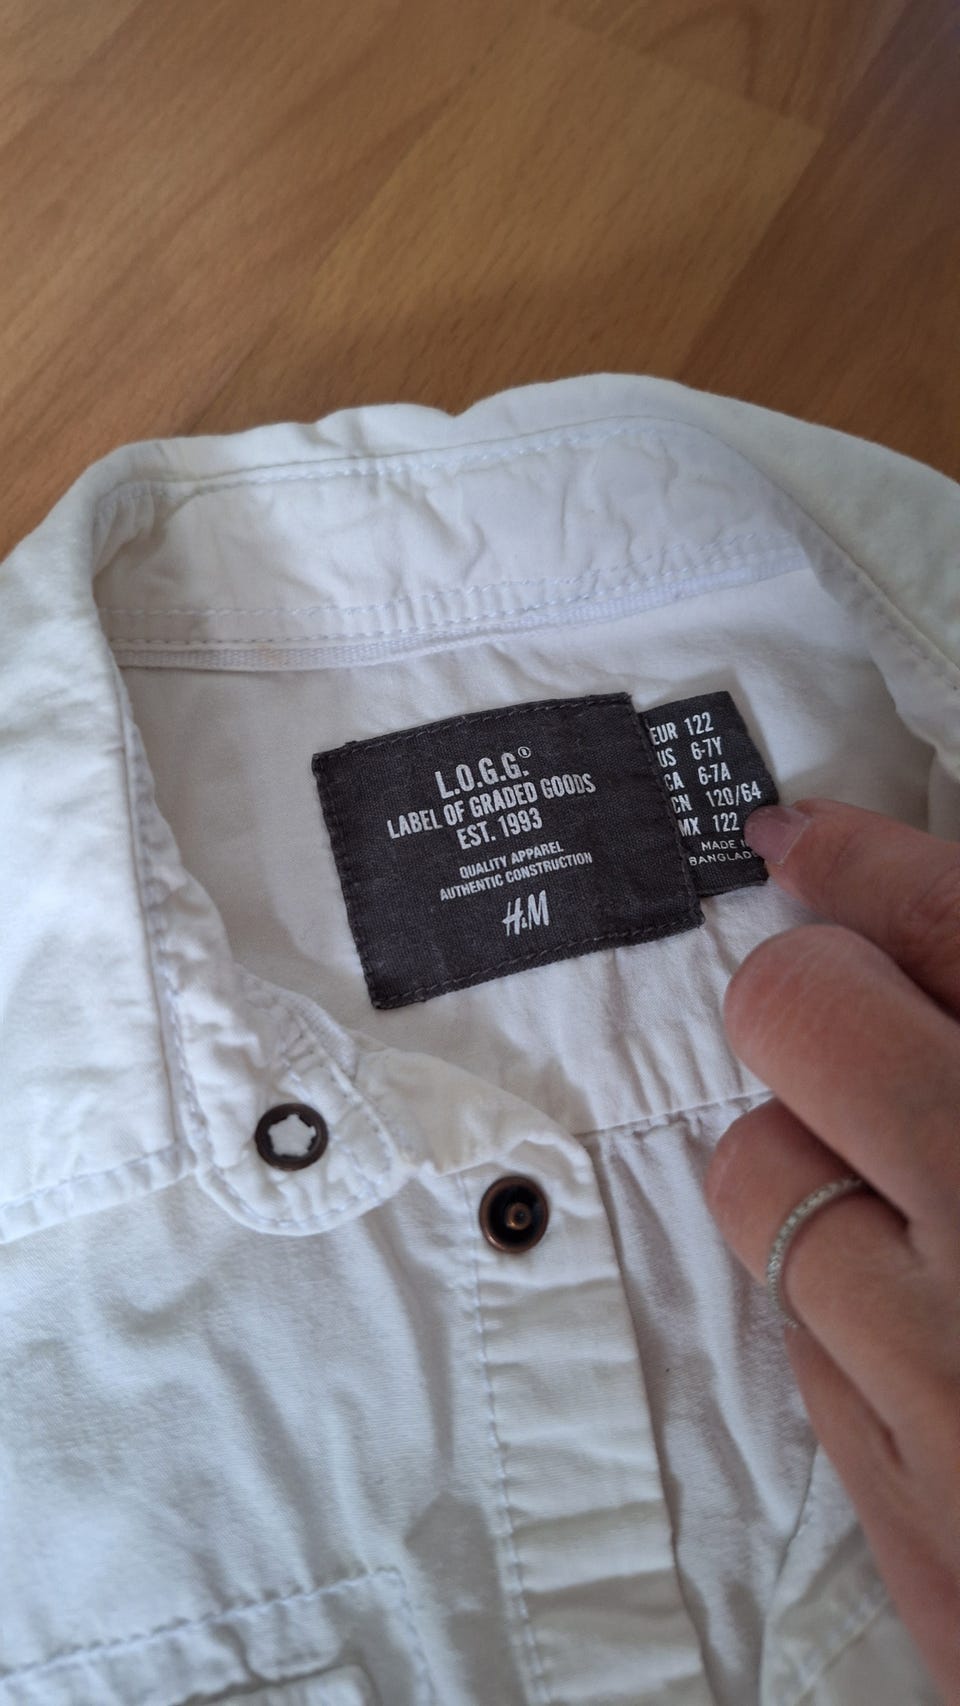 L.O.G.G.®
LABEL OF GRADED GOODS
EST. 1993
QUALITY APPAREL
AUTHENTIC CONSTRUCTION
H&M
EUR 122
US 6-7Y
CA 6-7A
CN 120/64
MX 122
MADE